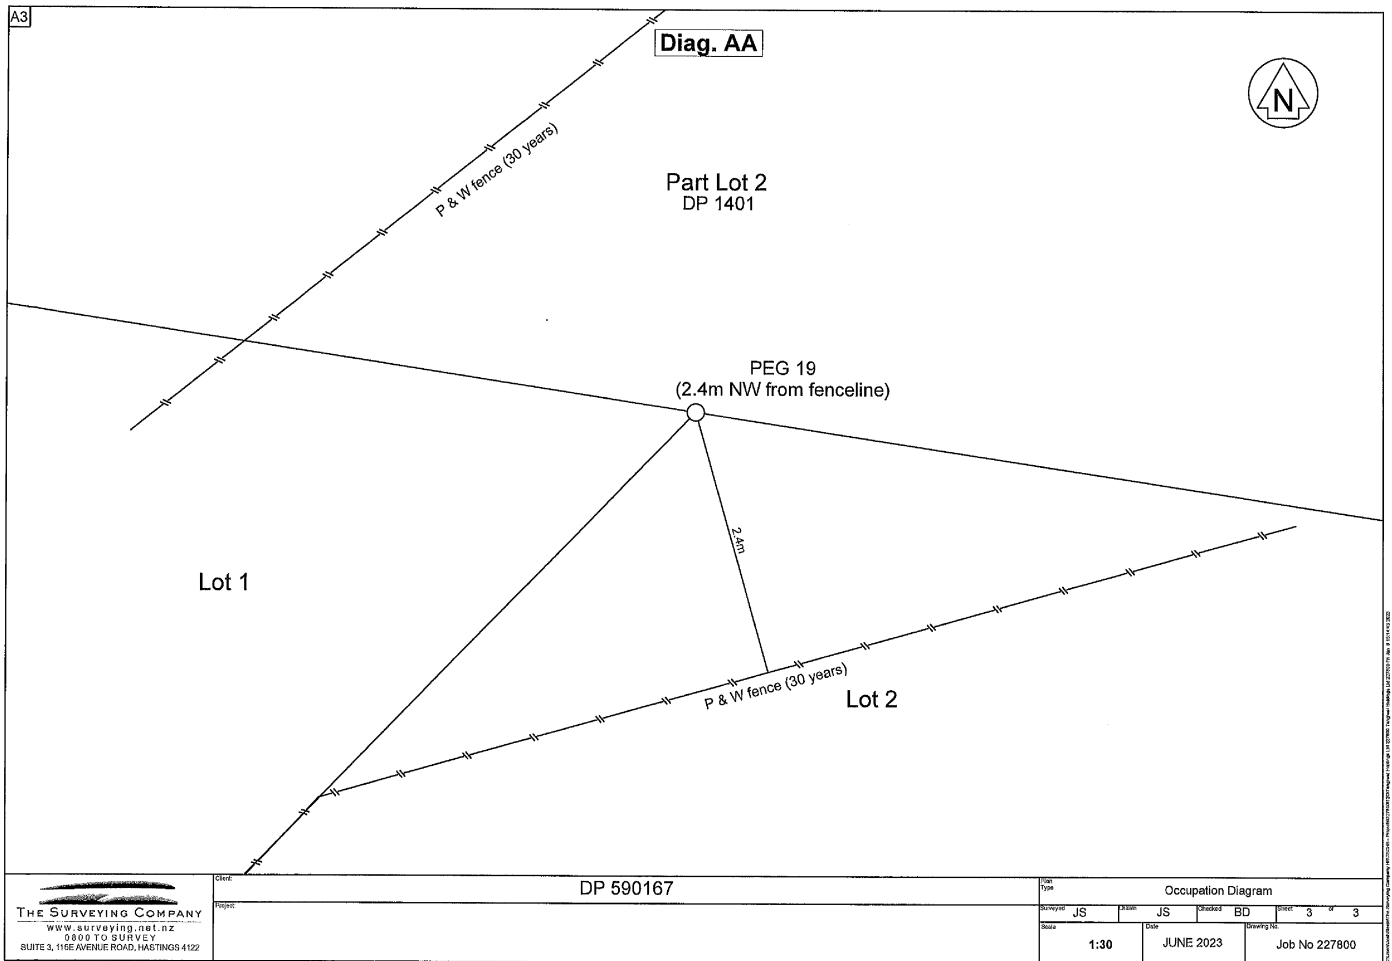 A3
Diag. AA
N
P & W fence (30 years)
Part Lot 2
DP 1401
PEG 19
(2.4m NW from fenceline)
2.4m
Lot 1
P & W fence (30 years)
Lot 2
THE SURVEYING COMPANY
www.surveying.net.nz
0800 TO SURVEY
SUITE 3, 116E AVENUE ROAD, HASTINGS 4122
Client:
DP 590167
Project:
Plan
Type
Occupation Diagram
Surveyed JS Drawn JS Checked BD Sheet 3 of 3
Scale 1:30
Date JUNE 2023
Drawing No. Job No 227800